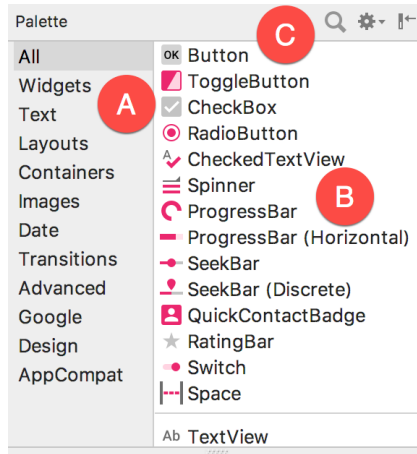 Palette
C
All
Widgets
Text
Layouts
Containers
Images
Date
Transitions
Advanced
Google
Design
AppCompat
A
OK Button
ToggleButton
CheckBox
RadioButton
A CheckedTextView
Spinner
ProgressBar
ProgressBar (Horizontal)
SeekBar
SeekBar (Discrete)
QuickContactBadge
RatingBar
Switch
Space
Ab TextView
B